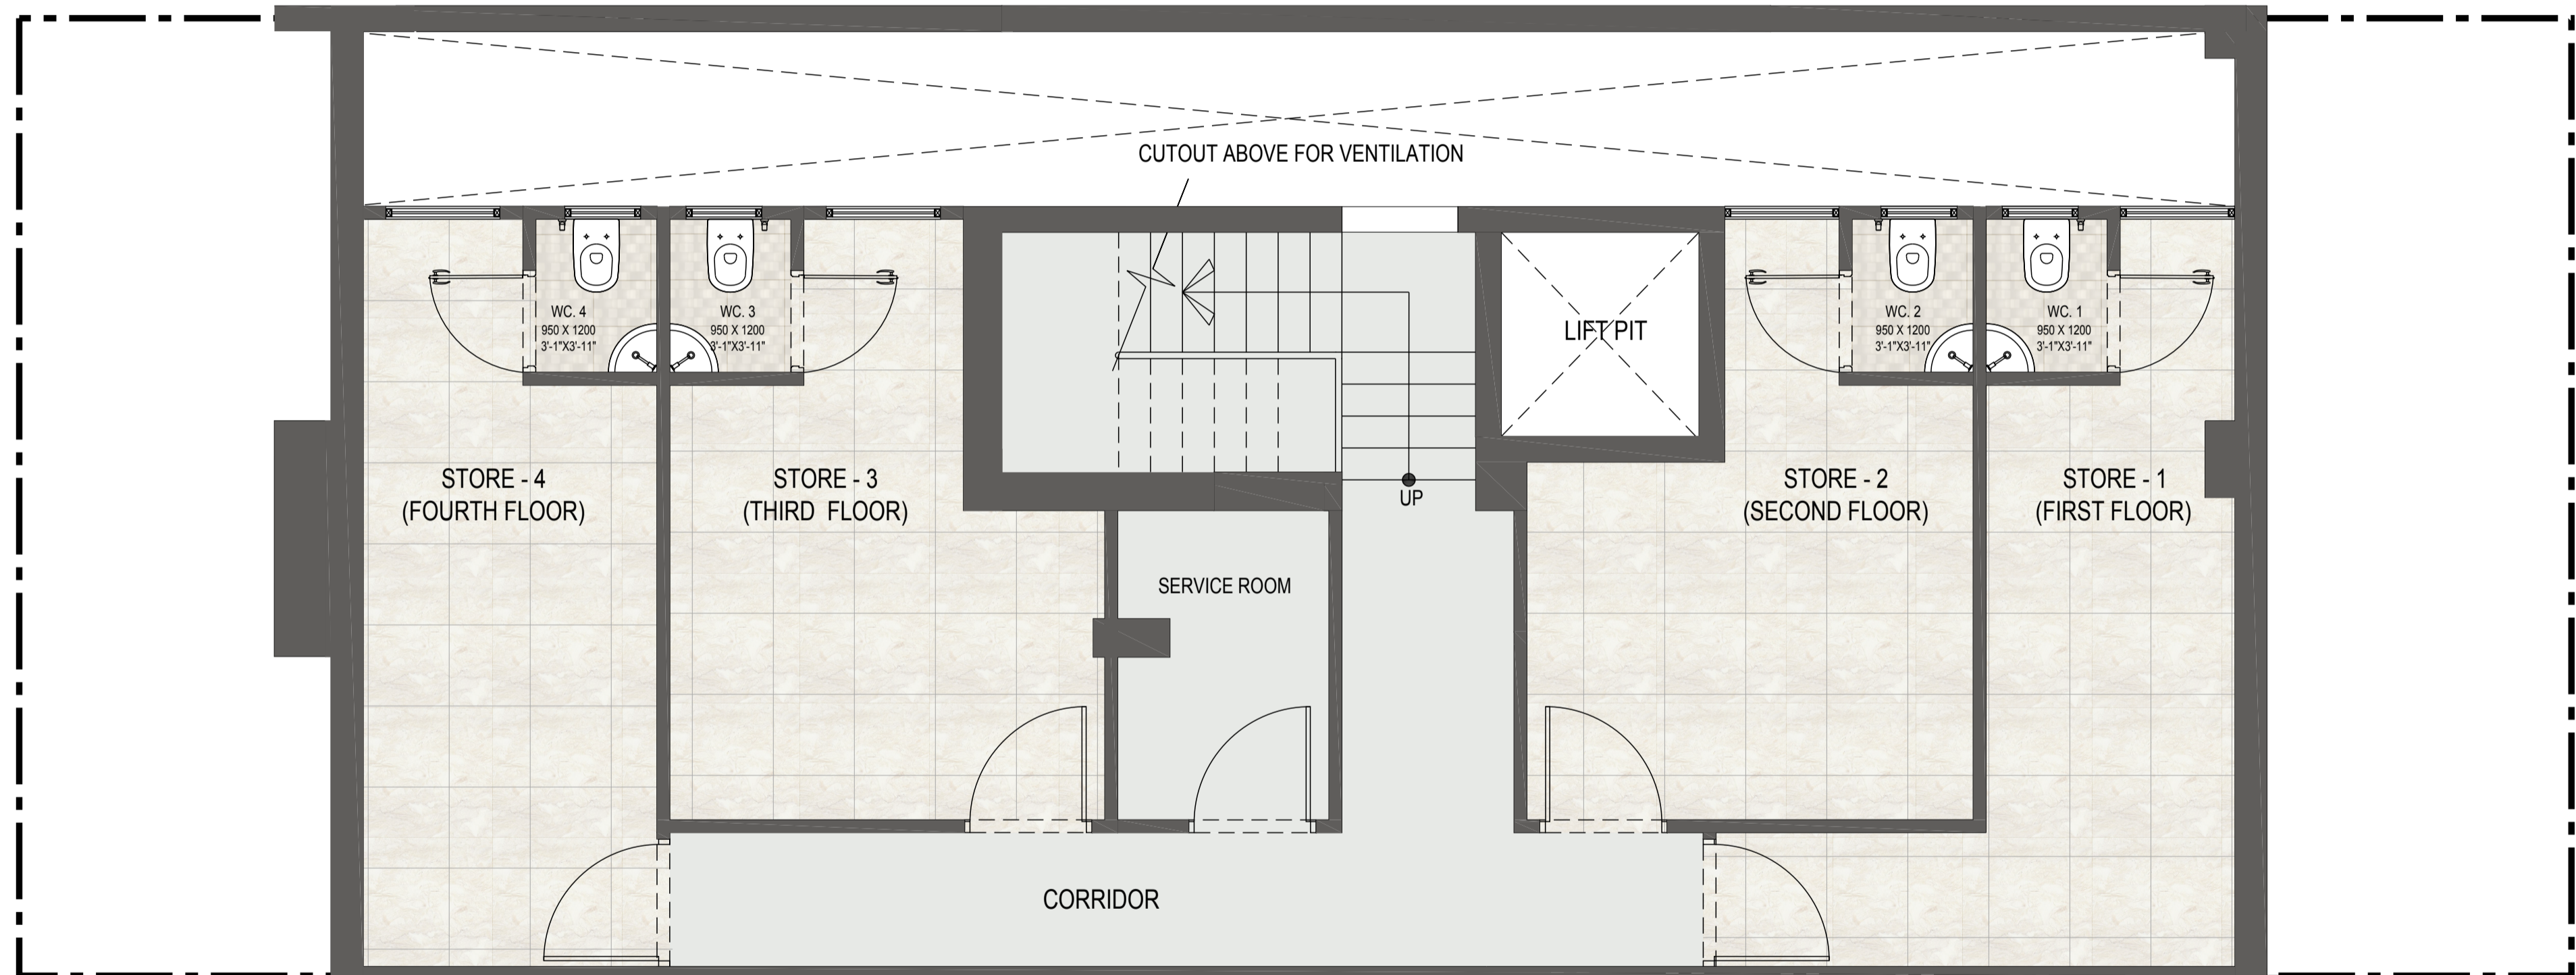 CUTOUT ABOVE FOR VENTILATION
WC. 4
950 X 1200
3'-1"X3'-11"
WC. 3
950 X 1200
3'-1"X3'-11"
LIFT PIT
WC. 2
950 X 1200
3'-1"X3'-11"
WC. 1
950 X 1200
3'-1"X3'-11"
STORE - 4
(FOURTH FLOOR)
STORE - 3
(THIRD FLOOR)
UP
STORE - 2
(SECOND FLOOR)
STORE - 1
(FIRST FLOOR)
SERVICE ROOM
CORRIDOR